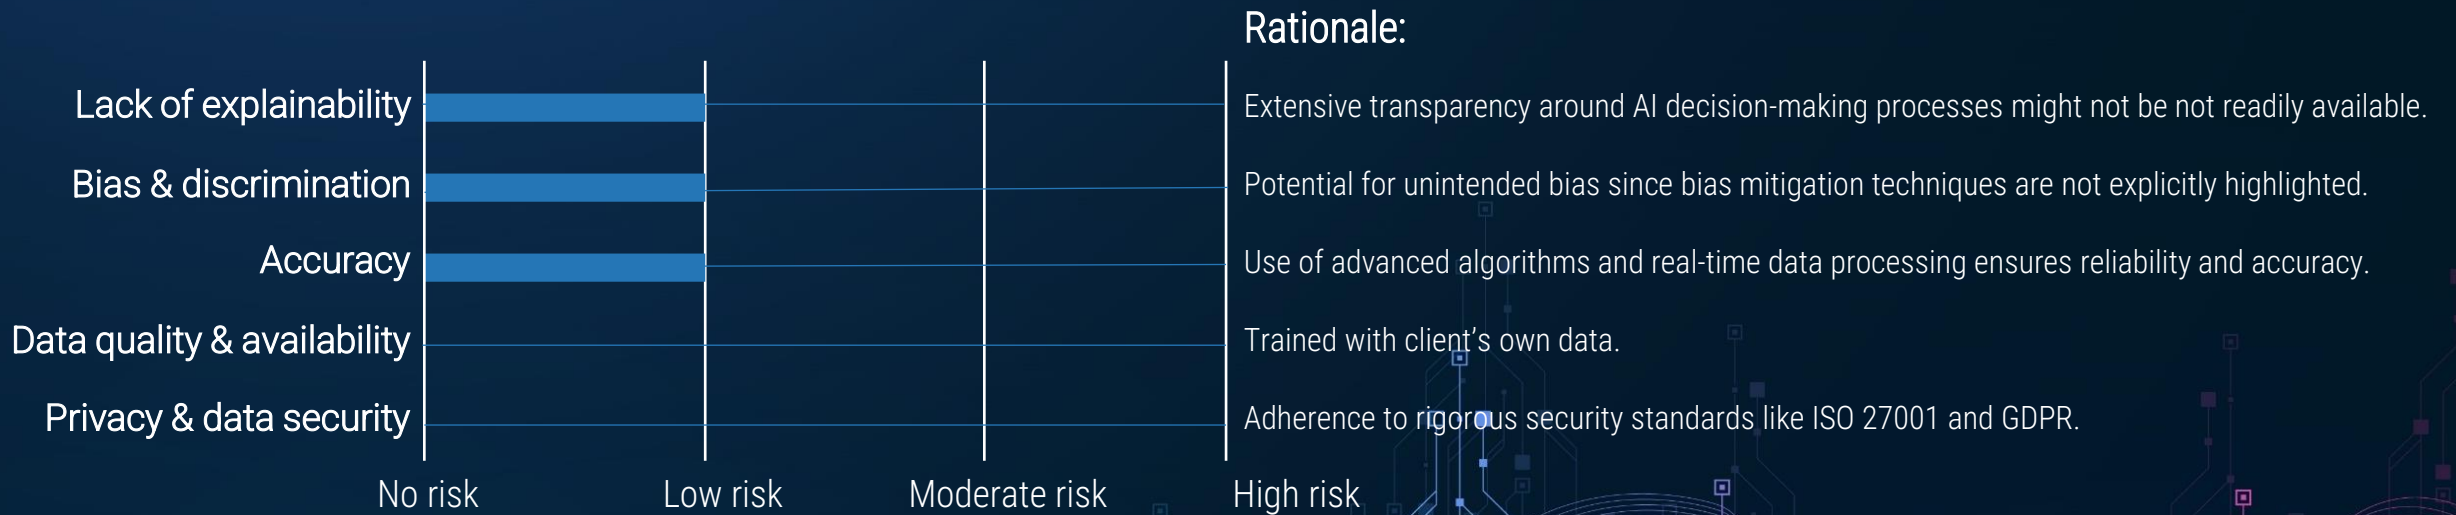 Rationale:
Lack of explainability
Extensive transparency around AI decision-making processes might not be not readily available.
Bias & discrimination
Potential for unintended bias since bias mitigation techniques are not explicitly highlighted.
Accuracy
Use of advanced algorithms and real-time data processing ensures reliability and accuracy.
Data quality & availability
Trained with client’s own data.
Privacy & data security
Adherence to rigorous security standards like ISO 27001 and GDPR.
No risk
Low risk
Moderate risk
High risk